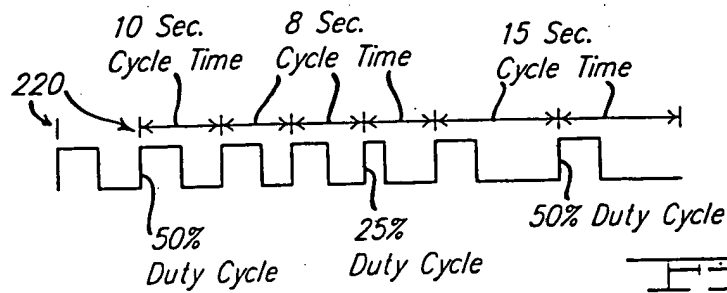 10 Sec.
Cycle Time
8 Sec.
Cycle Time
15 Sec.
Cycle Time
220
50%
Duty Cycle
25%
Duty Cycle
50% Duty Cycle